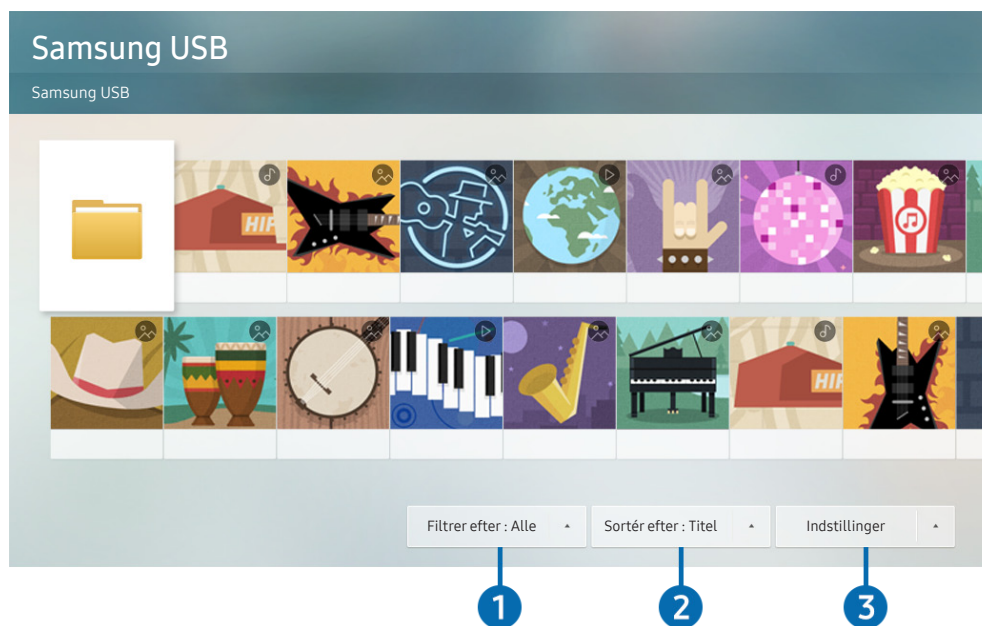 Samsung USB
Samsung USB
HIP
HIP
Filtrer efter : Alle
Sortér efter : Titel
Indstillinger
1
2
3